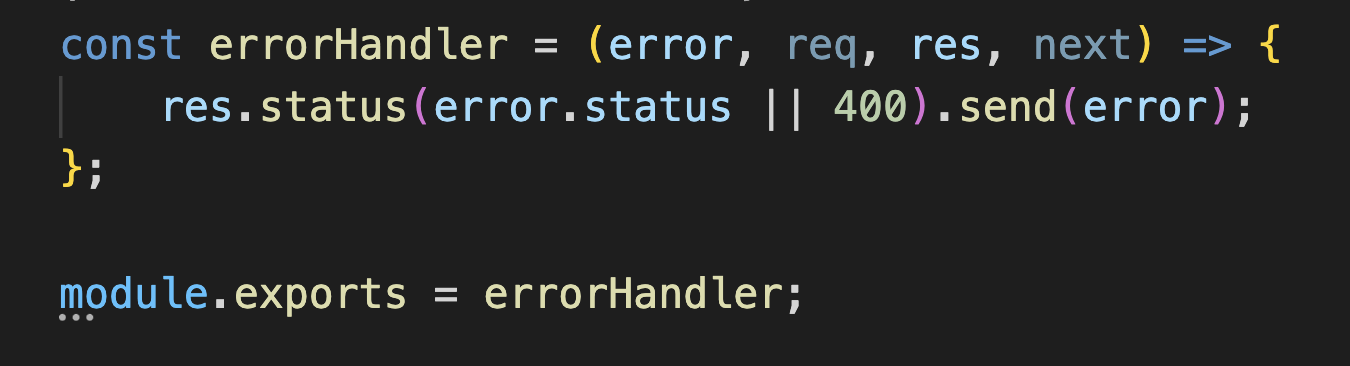 const errorHandler = (error, req, res, next) => {
    res.status(error.status || 400).send(error);
};
module.exports = errorHandler;